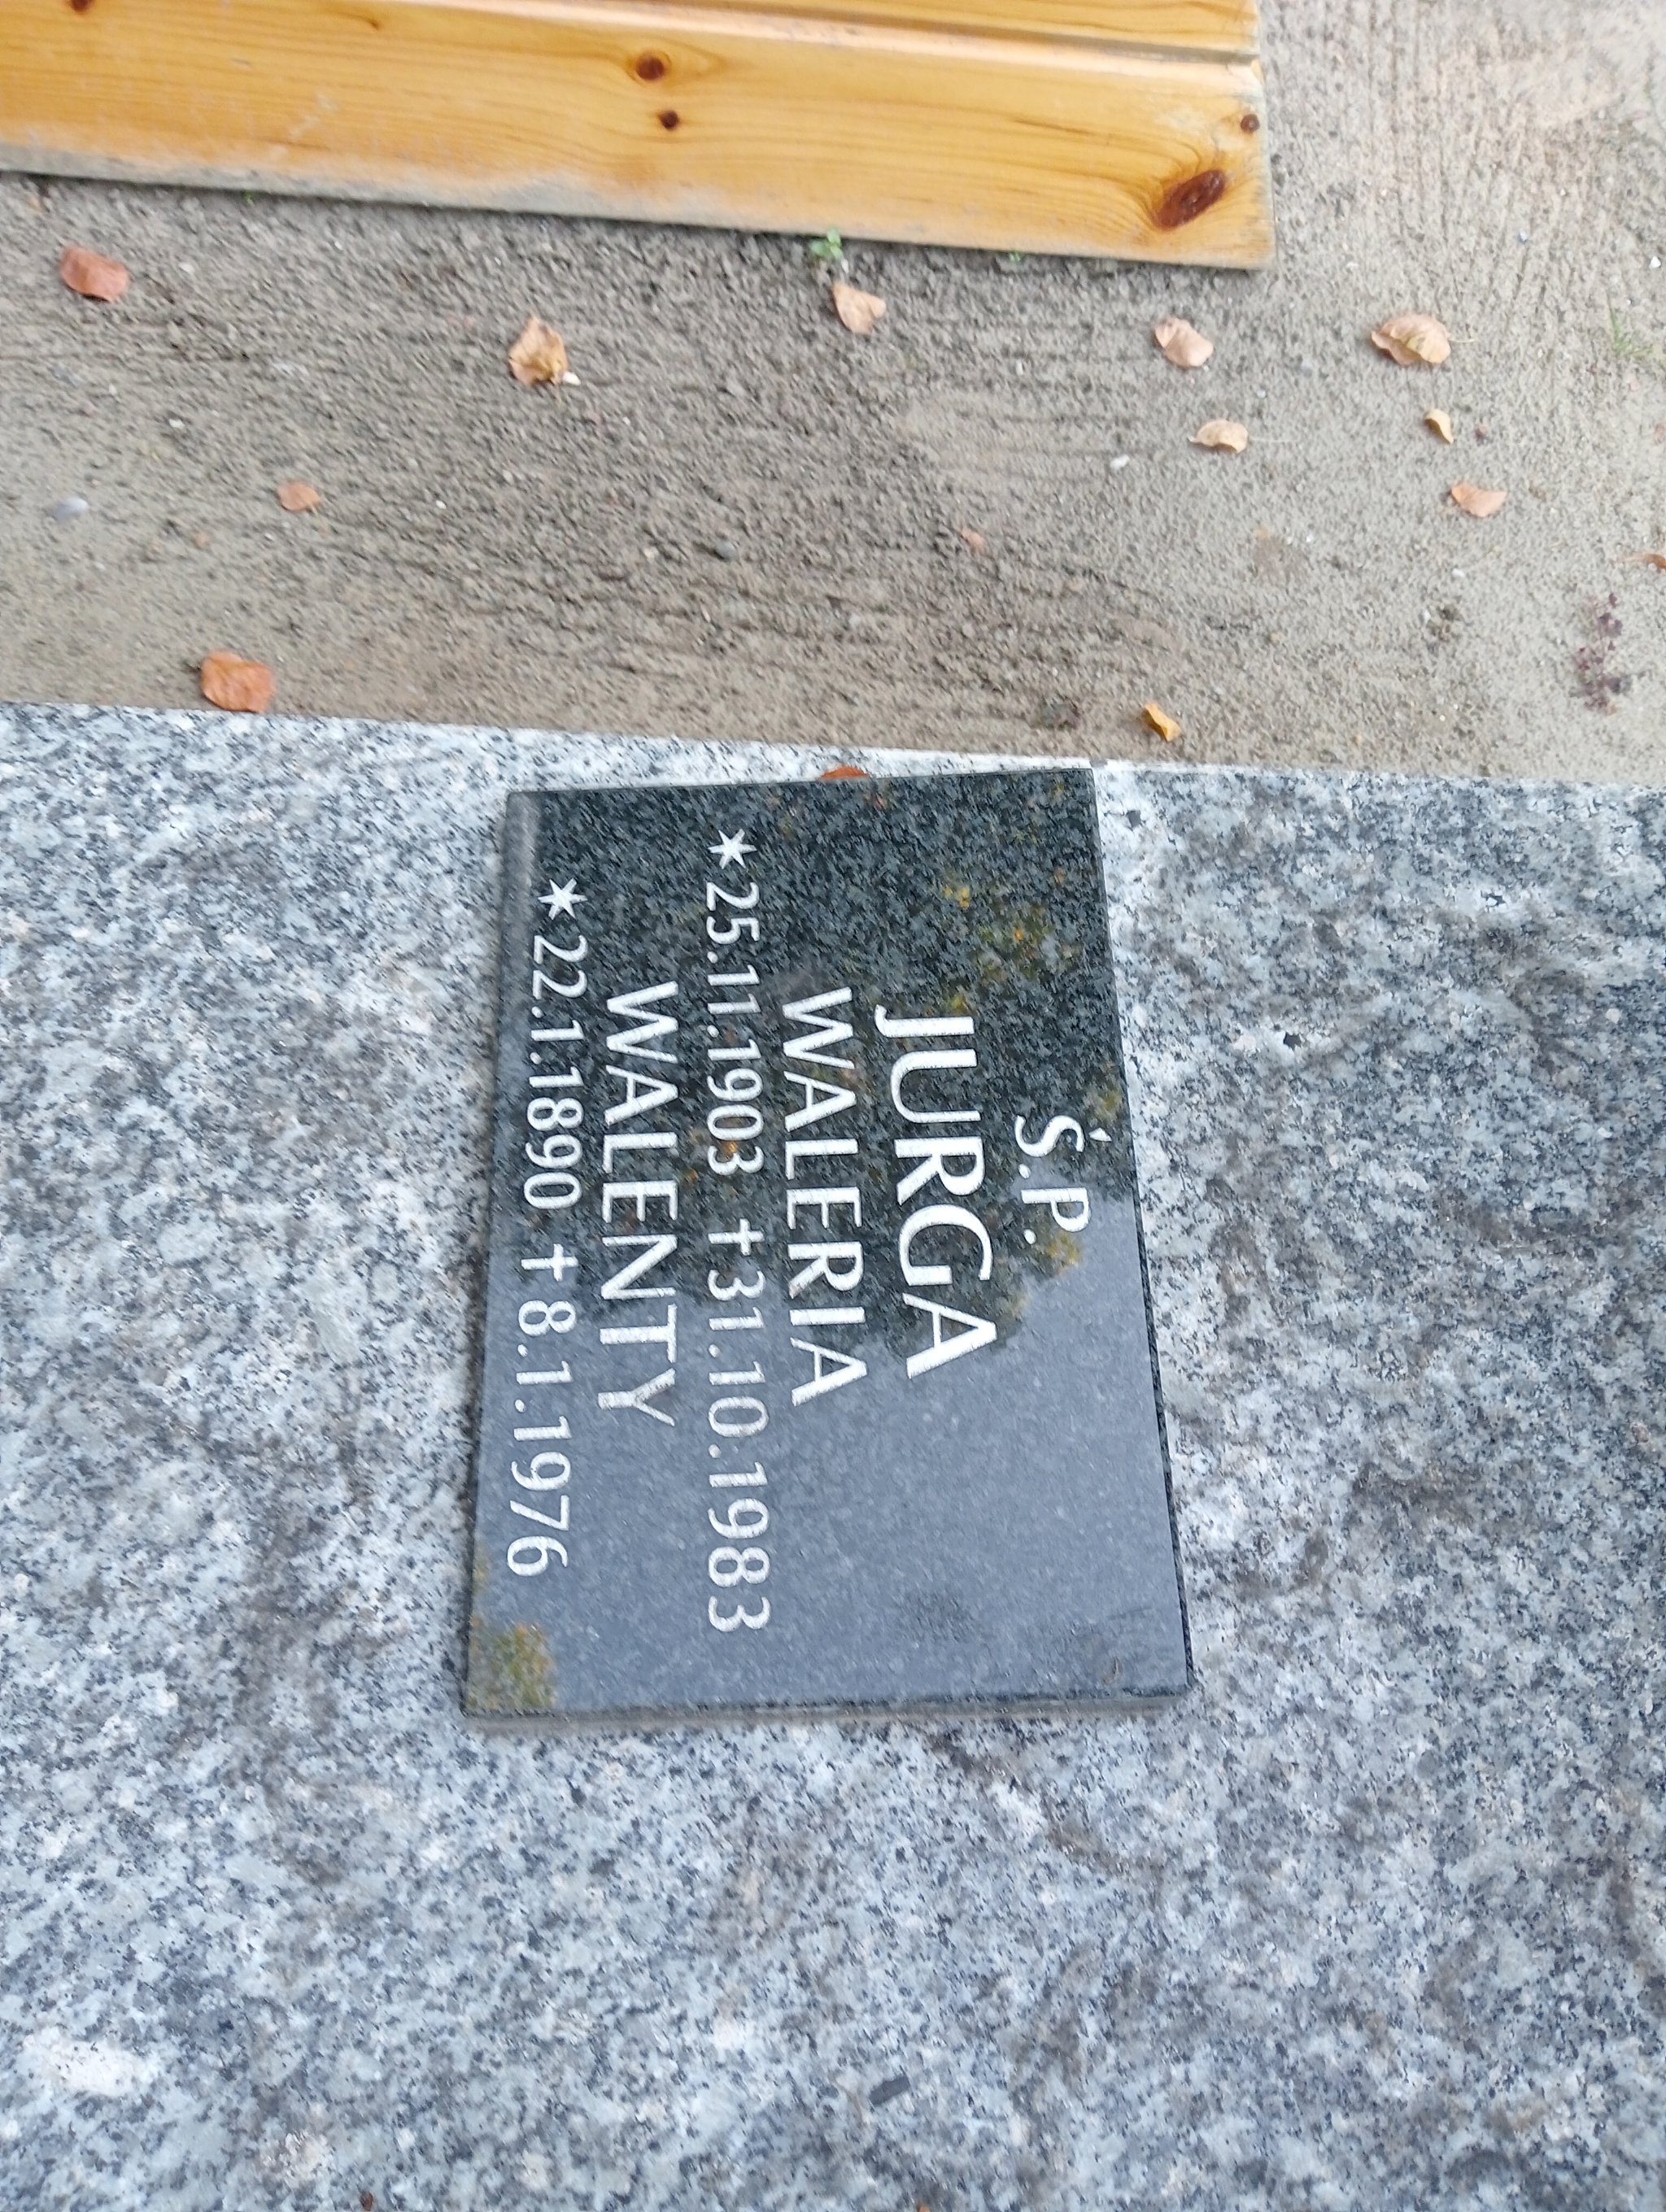 Ś.P.
JURGA
WALERIA
*25.11.1903 †31.10.1983
WALENTY
*22.1.1890 †8.1.1976